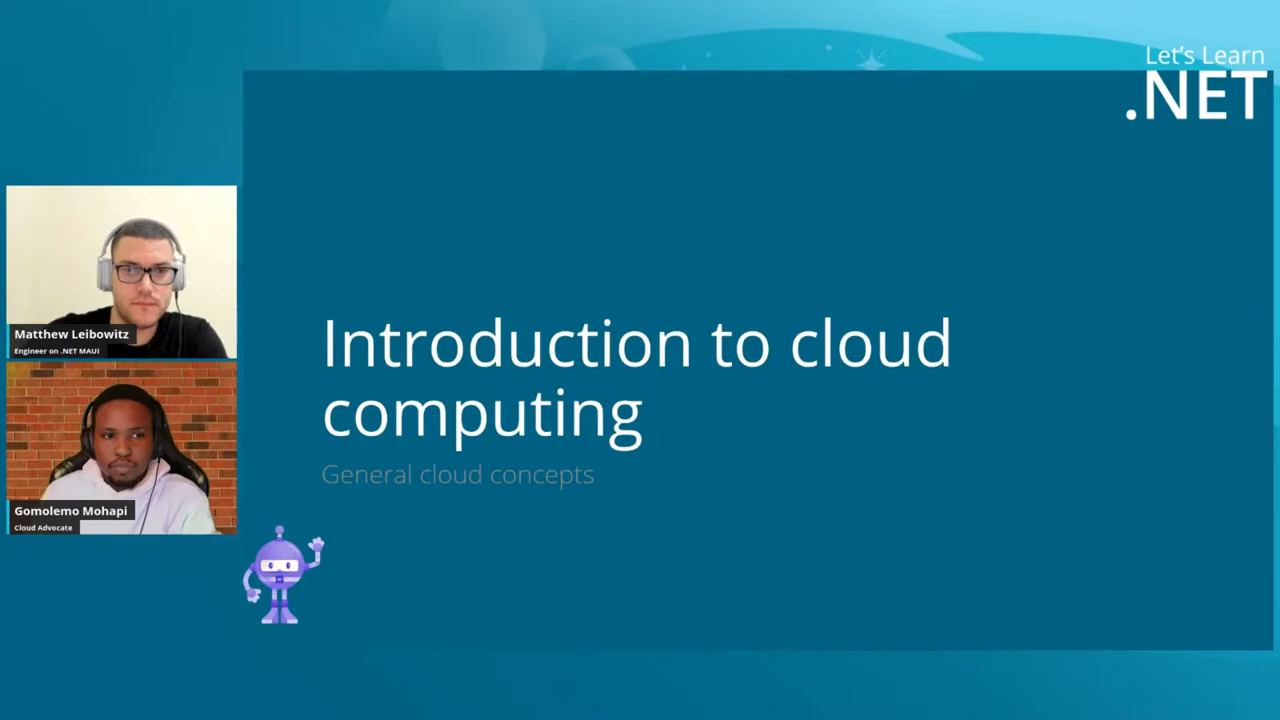 Let's Learn
.NET
Matthew Leibowitz
Engineer on .NET MAUI
Gomolemo Mohapi
Cloud Advocate
Introduction to cloud
computing
General cloud concepts